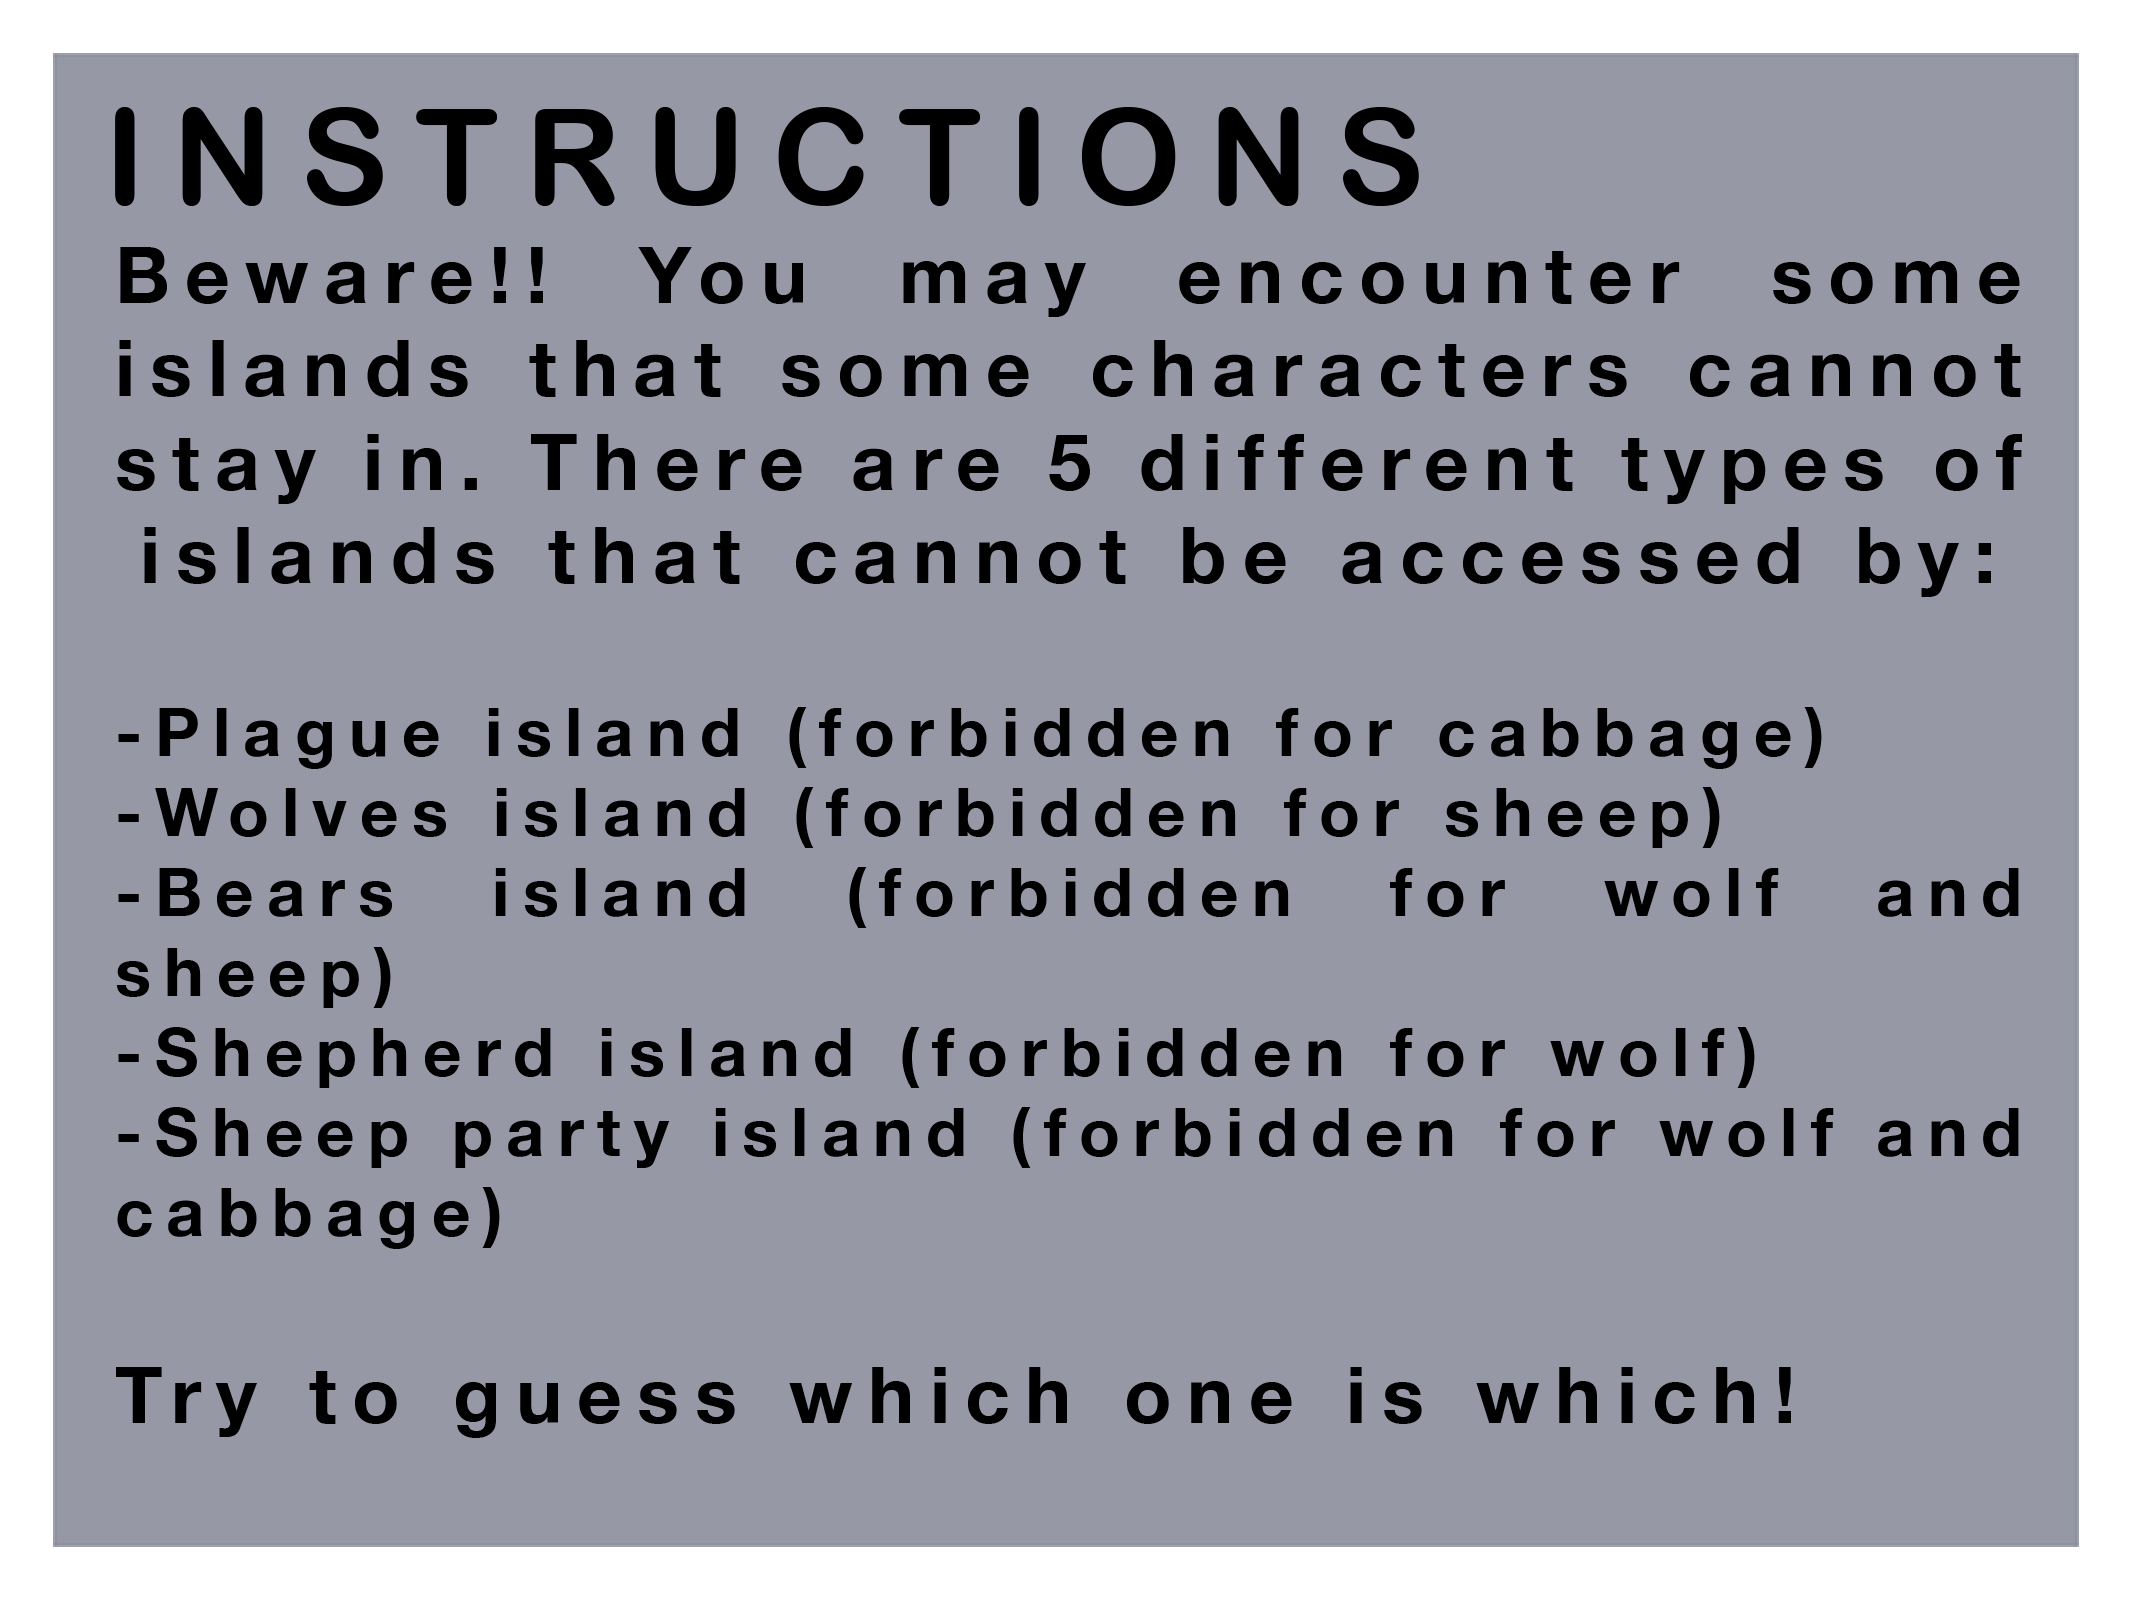 INSTRUCTIONS
Beware!! You may encounter some
islands that some characters cannot
stay in. There are 5 different types of
islands that cannot be accessed by:
-Plague island (forbidden for cabbage)
-Wolves island (forbidden for sheep)
-Bears island (forbidden for wolf and
sheep)
-Shepherd island (forbidden for wolf)
-Sheep party island (forbidden for wolf and
cabbage)
Try to guess which one is which!